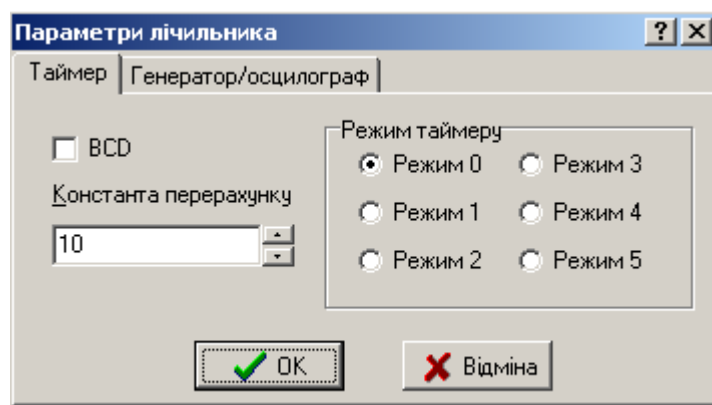 Параметри лічильника
Таймер Генератор/осцилограф
BCD
Константа перерахунку
10
Режим таймеру
Режим 0 Режим 3
Режим 1 Режим 4
Режим 2 Режим 5
OK Відміна